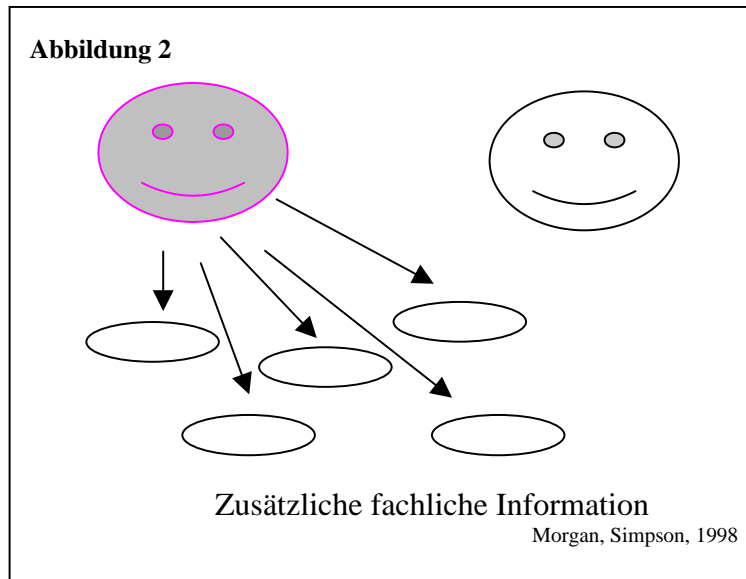 Abbildung 2
Zusätzliche fachliche Information
Morgan, Simpson, 1998